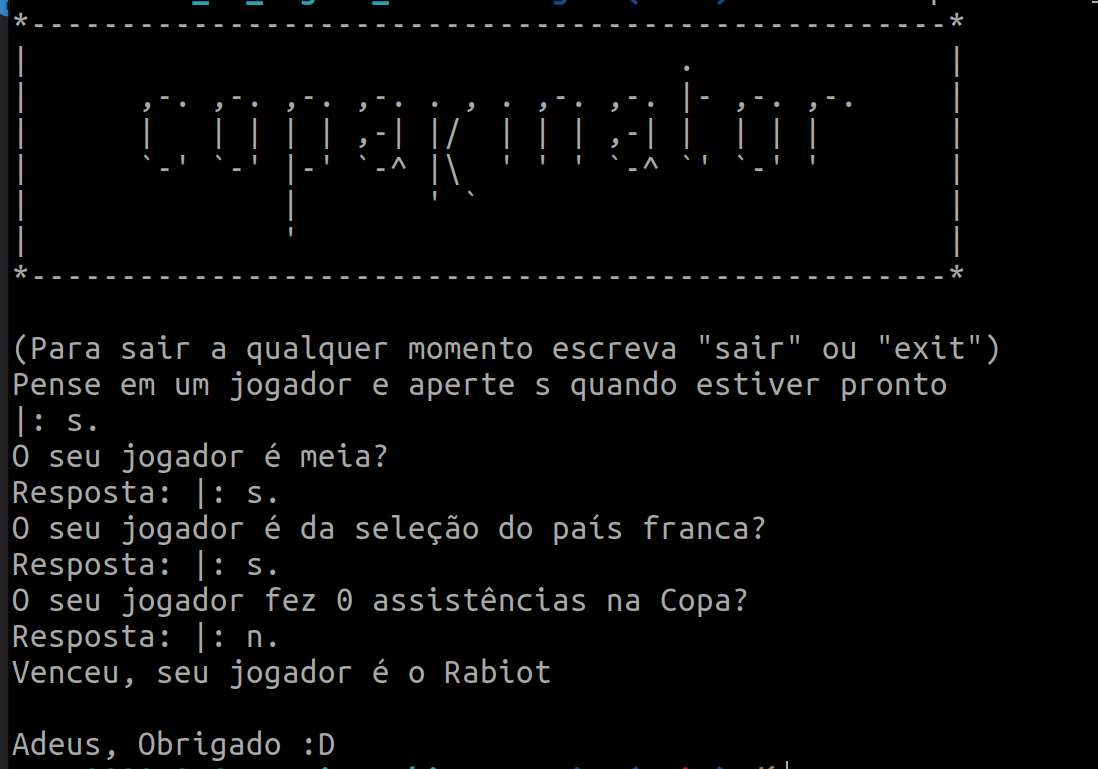 copakinator
(Para sair a qualquer momento escreva "sair" ou "exit")
Pense em um jogador e aperte s quando estiver pronto
|: s.
O seu jogador é meia?
Resposta: |: s.
O seu jogador é da seleção do país franca?
Resposta: |: s.
O seu jogador fez 0 assistências na Copa?
Resposta: |: n.
Venceu, seu jogador é o Rabiot
Adeus, Obrigado :D